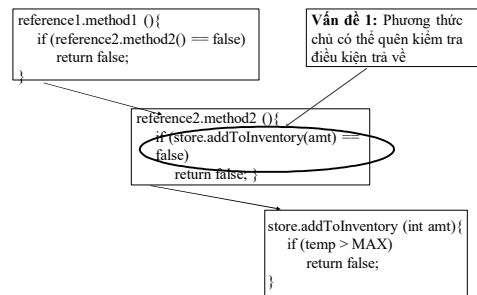 reference1.method1 (){
if (reference2.method2() == false)
return false;
}
Vấn đề 1: Phương thức
chủ có thể quên kiểm tra
điều kiện trả về
reference2.method2 (){
if (store.addToInventory(amt) ==
false)
return false; }
store.addToInventory (int amt){
if (temp > MAX)
return false;
}